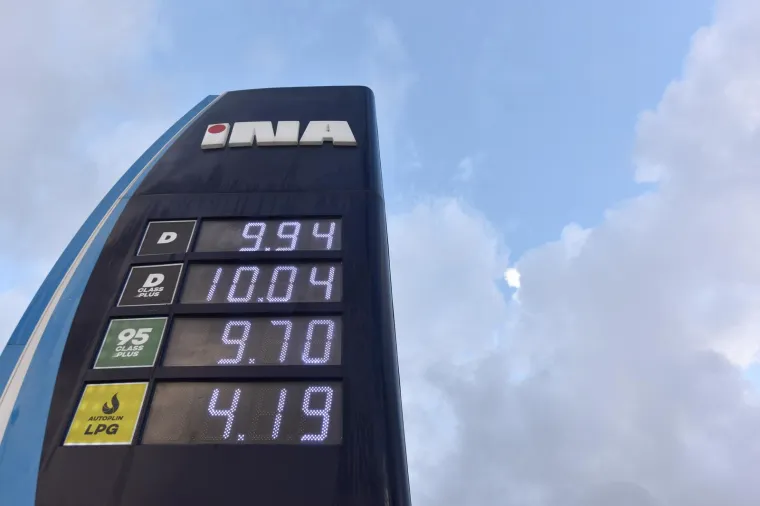 INA
D 9.94
D CLASS PLUS 10.04
95 CLASS PLUS 9.70
AUTOPLIN LPG 4.19